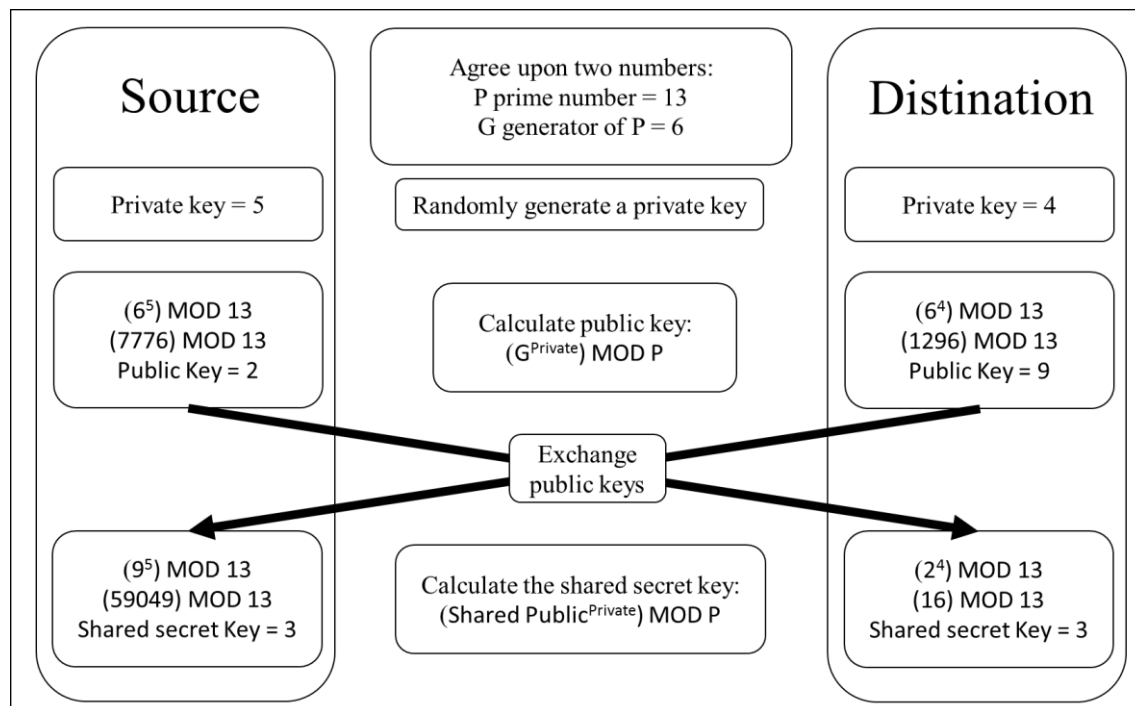 Source
Agree upon two numbers:
P prime number = 13
G generator of P = 6
Distination
Private key = 5
Randomly generate a private key
Private key = 4
(6⁵) MOD 13
(7776) MOD 13
Public Key = 2
Calculate public key:
(G^Private) MOD P
(6⁴) MOD 13
(1296) MOD 13
Public Key = 9
Exchange
public keys
(9⁵) MOD 13
(59049) MOD 13
Shared secret Key = 3
Calculate the shared secret key:
(Shared Public^Private) MOD P
(2⁴) MOD 13
(16) MOD 13
Shared secret Key = 3